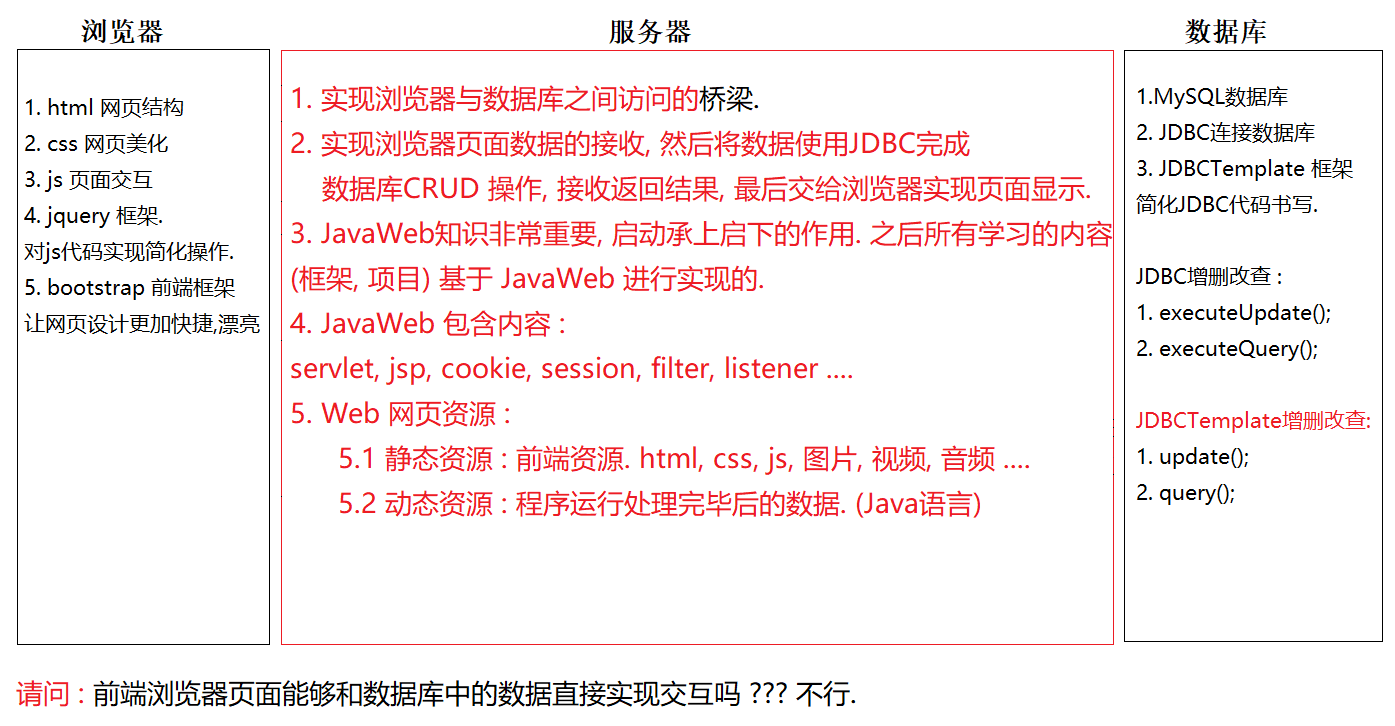 浏览器
1. html 网页结构
2. css 网页美化
3. js 页面交互
4. jquery 框架.
对js代码实现简化操作.
5. bootstrap 前端框架
让网页设计更加快捷,漂亮
服务器
1. 实现浏览器与数据库之间访问的桥梁.
2. 实现浏览器页面数据的接收, 然后将数据使用JDBC完成
数据库CRUD 操作, 接收返回结果, 最后交给浏览器实现页面显示.
3. JavaWeb知识非常重要, 启动承上启下的作用. 之后所有学习的内容
(框架, 项目) 基于 JavaWeb 进行实现的.
4. JavaWeb 包含内容 :
servlet, jsp, cookie, session, filter, listener ....
5. Web 网页资源 :
5.1 静态资源 : 前端资源. html, css, js, 图片, 视频, 音频 ....
5.2 动态资源 : 程序运行处理完毕后的数据. (Java语言)
数据库
1.MySQL数据库
2. JDBC连接数据库
3. JDBCTemplate 框架
简化JDBC代码书写.
JDBC增删改查 :
1. executeUpdate();
2. executeQuery();
JDBCTemplate增删改查:
1. update();
2. query();
请问 : 前端浏览器页面能够和数据库中的数据直接实现交互吗 ??? 不行.